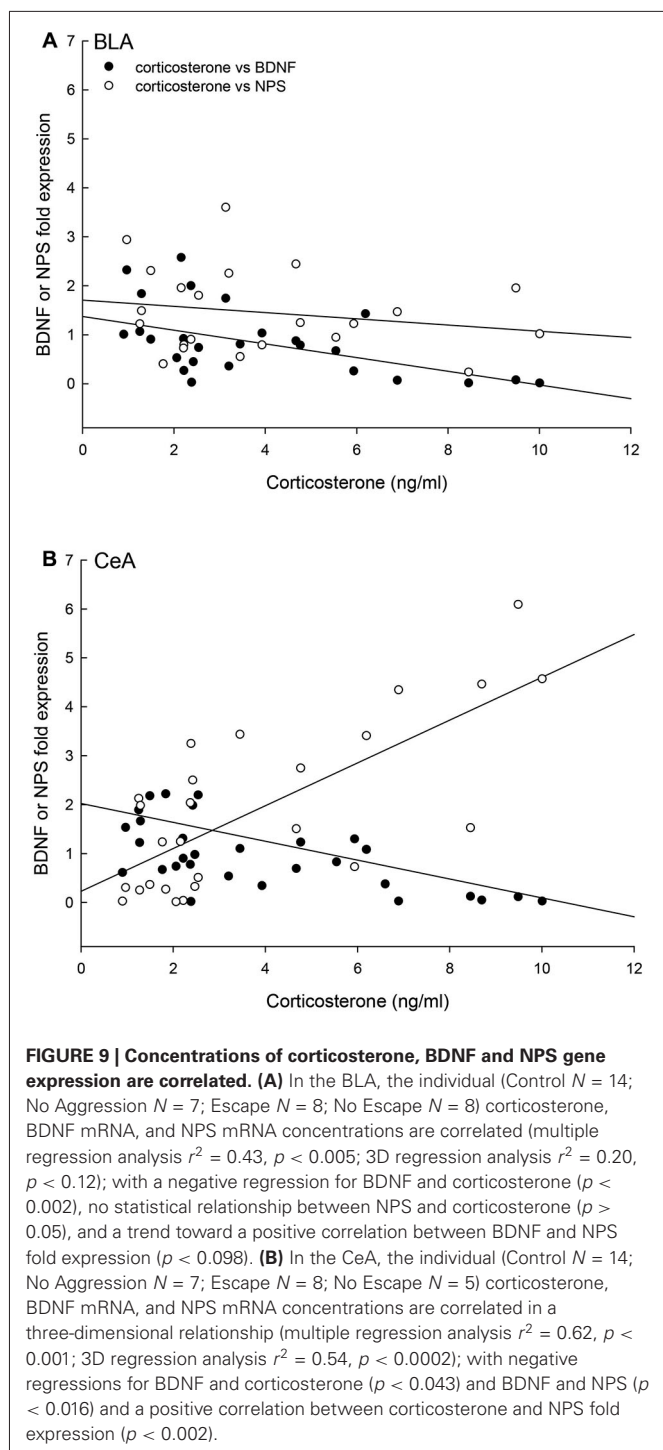 A BLA
7
corticosterone vs BDNF
corticosterone vs NPS
6
5
4
3
2
1
0
BDNF or NPS fold expression
0 2 4 6 8 10 12
Corticosterone (ng/ml)
B CeA
7
6
5
4
3
2
1
0
BDNF or NPS fold expression
0 2 4 6 8 10 12
Corticosterone (ng/ml)
FIGURE 9 | Concentrations of corticosterone, BDNF and NPS gene
expression are correlated. (A) In the BLA, the individual (Control N = 14;
No Aggression N = 7; Escape N = 8; No Escape N = 8) corticosterone,
BDNF mRNA, and NPS mRNA concentrations are correlated (multiple
regression analysis r² = 0.43, p < 0.005; 3D regression analysis r² = 0.20,
p < 0.12); with a negative regression for BDNF and corticosterone (p <
0.002), no statistical relationship between NPS and corticosterone (p >
0.05), and a trend toward a positive correlation between BDNF and NPS
fold expression (p < 0.098). (B) In the CeA, the individual (Control N = 14;
No Aggression N = 7; Escape N = 8; No Escape N = 5) corticosterone,
BDNF mRNA, and NPS mRNA concentrations are correlated in a
three-dimensional relationship (multiple regression analysis r² = 0.62, p <
0.001; 3D regression analysis r² = 0.54, p < 0.0002); with negative
regressions for BDNF and corticosterone (p < 0.043) and BDNF and NPS (p
< 0.016) and a positive correlation between corticosterone and NPS fold
expression (p < 0.002).